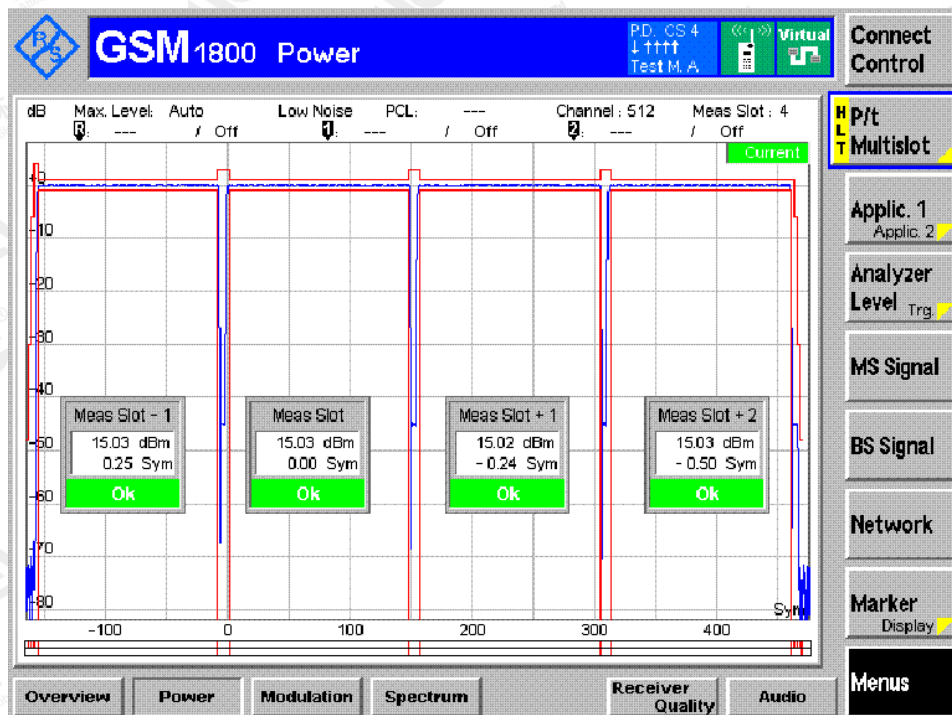 R&S
GSM 1800 Power
P.D. CS 4
↓ ↑↑↑↑
Test M. A
Virtual
Connect
Control
dB Max. Level: Auto Low Noise PCL: --- Channel : 512 Meas Slot : 4
R: --- / Off 1: --- / Off 2: --- / Off
Current
HLT
P/t
Multislot
Applic. 1
Applic. 2
Analyzer
Level Trg.
MS Signal
BS Signal
Network
Marker
Display
Menus
+0
-10
-20
-30
-40
-50
-60
-70
-80
Meas Slot - 1
15.03 dBm
0.25 Sym
Ok
Meas Slot
15.03 dBm
0.00 Sym
Ok
Meas Slot + 1
15.02 dBm
- 0.24 Sym
Ok
Meas Slot + 2
15.03 dBm
- 0.50 Sym
Ok
Sym
-100 0 100 200 300 400
Overview Power Modulation Spectrum Receiver Quality Audio